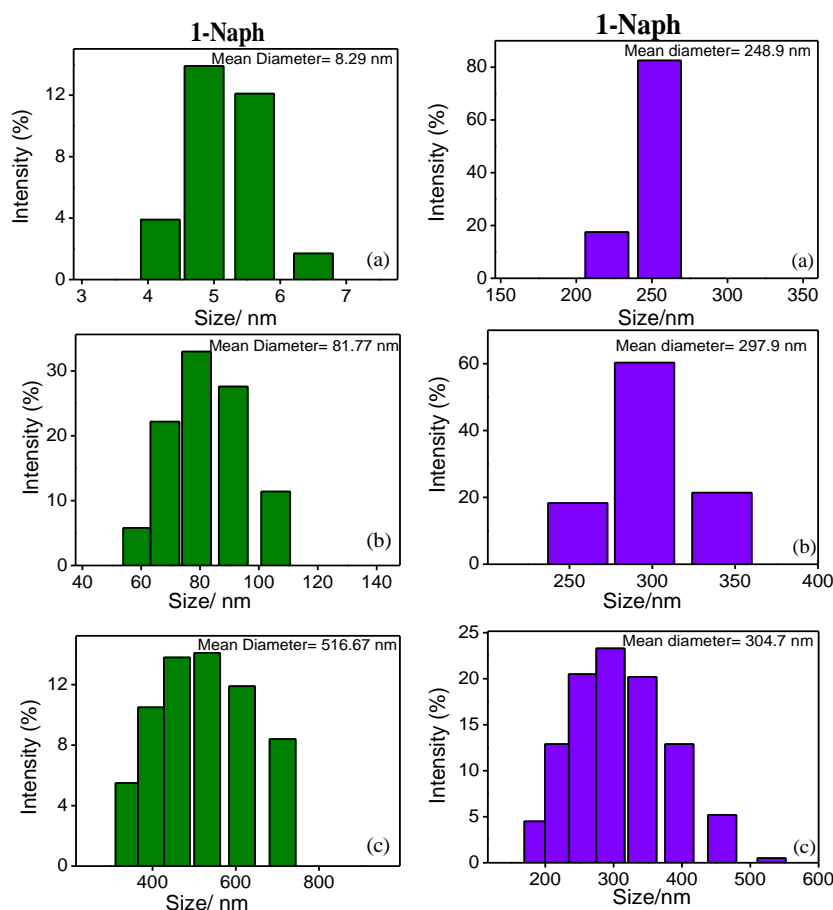 1-Naph
Mean Diameter= 8.29 nm
Intensity (%)
12
8
4
0
3 4 5 6 7
Size/ nm
(a)
1-Naph
Mean diameter= 248.9 nm
Intensity (%)
80
60
40
20
0
150 200 250 300 350
Size/nm
(a)
Mean Diameter= 81.77 nm
Intensity (%)
30
20
10
0
40 60 80 100 120 140
Size/ nm
(b)
Mean diameter= 297.9 nm
Intensity (%)
60
40
20
0
250 300 350 400
Size/nm
(b)
Mean Diameter= 516.67 nm
Intensity (%)
12
8
4
0
400 600 800
Size/ nm
(c)
Mean diameter= 304.7 nm
Intensity (%)
25
20
15
10
5
0
200 300 400 500 600
Size/nm
(c)